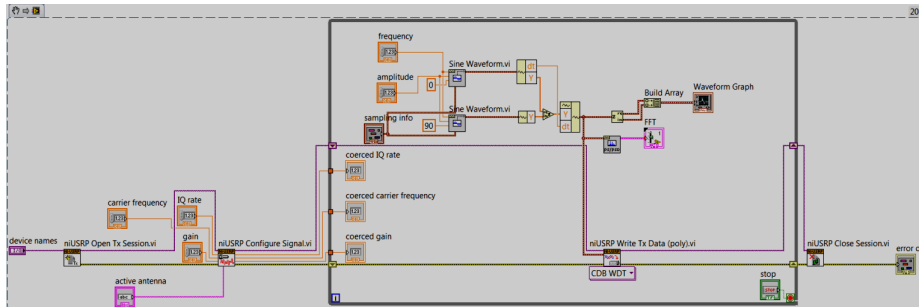 20
frequency
Sine Waveform.vi
amplitude
0
Sine Waveform.vi
Build Array
Waveform Graph
sampling info
90
FFT
coerced IQ rate
IQ rate
carrier frequency
coerced carrier frequency
gain
coerced gain
device names
niUSRP Open Tx Session.vi
niUSRP Configure Signal.vi
niUSRP Write Tx Data (poly).vi
niUSRP Close Session.vi
error o
CDB WDT
active antenna
stop
dt
Y
Y
Y
dt
i